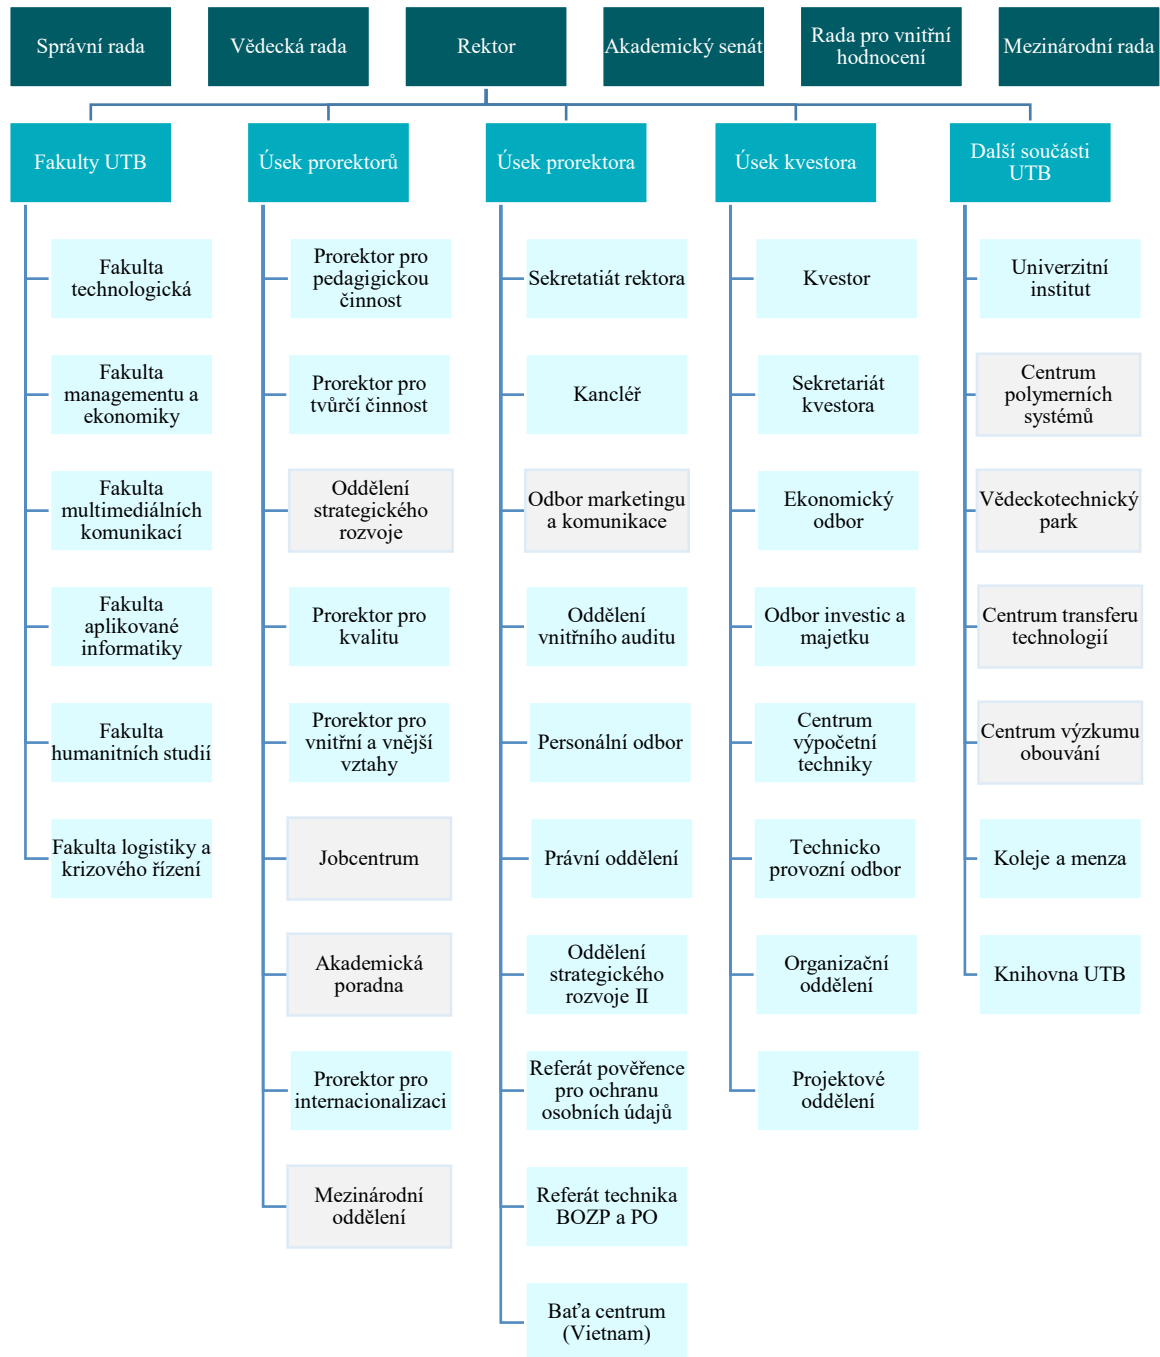 Správní rada
Vědecká rada
Rektor
Akademický senát
Rada pro vnitřní
hodnocení
Mezinárodní rada
Fakulty UTB
Úsek prorektorů
Úsek prorektora
Úsek kvestora
Další součásti
UTB
Fakulta
technologická
Fakulta
managementu a
ekonomiky
Fakulta
multimediálních
komunikací
Fakulta
aplikované
informatiky
Fakulta
humanitních studií
Fakulta logistiky a
krizového řízení
Prorektor pro
pedagigickou
činnost
Prorektor pro
tvůrčí činnost
Oddělení
strategického
rozvoje
Prorektor pro
kvalitu
Prorektor pro
vnitřní a vnější
vztahy
Jobcentrum
Akademická
poradna
Prorektor pro
internacionalizaci
Mezinárodní
oddělení
Sekretatiát rektora
Kancléř
Odbor marketingu
a komunikace
Oddělení
vnitřního auditu
Personální odbor
Právní oddělení
Oddělení
strategického
rozvoje II
Referát pověřence
pro ochranu
osobních údajů
Referát technika
BOZP a PO
Baťa centrum
(Vietnam)
Kvestor
Sekretariát
kvestora
Ekonomický
odbor
Odbor investic a
majetku
Centrum
výpočetní
techniky
Technicko
provozní odbor
Organizační
oddělení
Projektové
oddělení
Univerzitní
institut
Centrum
polymerních
systémů
Vědeckotechnický
park
Centrum transferu
technologií
Centrum výzkumu
obouvání
Koleje a menza
Knihovna UTB